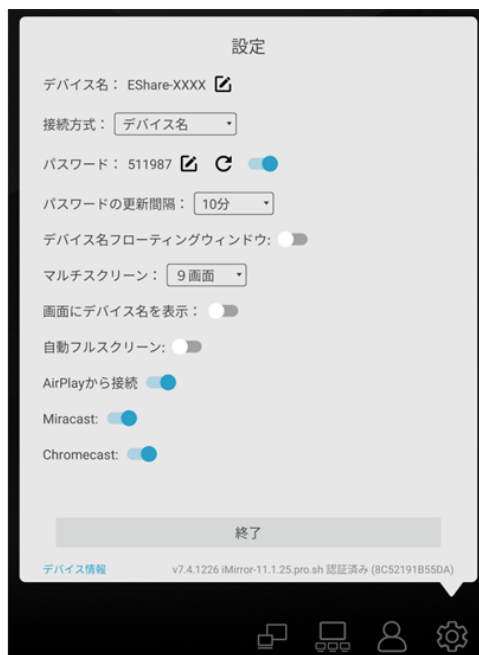 設定
デバイス名： EShare-XXXX
接続方式： デバイス名
パスワード： 511987
パスワードの更新間隔： 10分
デバイス名フローティングウィンドウ:
マルチスクリーン： ９画面
画面にデバイス名を表示：
自動フルスクリーン:
AirPlayから接続
Miracast:
Chromecast:
終了
デバイス情報 v7.4.1226 iMirror-11.1.25.pro.sh 認証済み (8C52191B55DA)